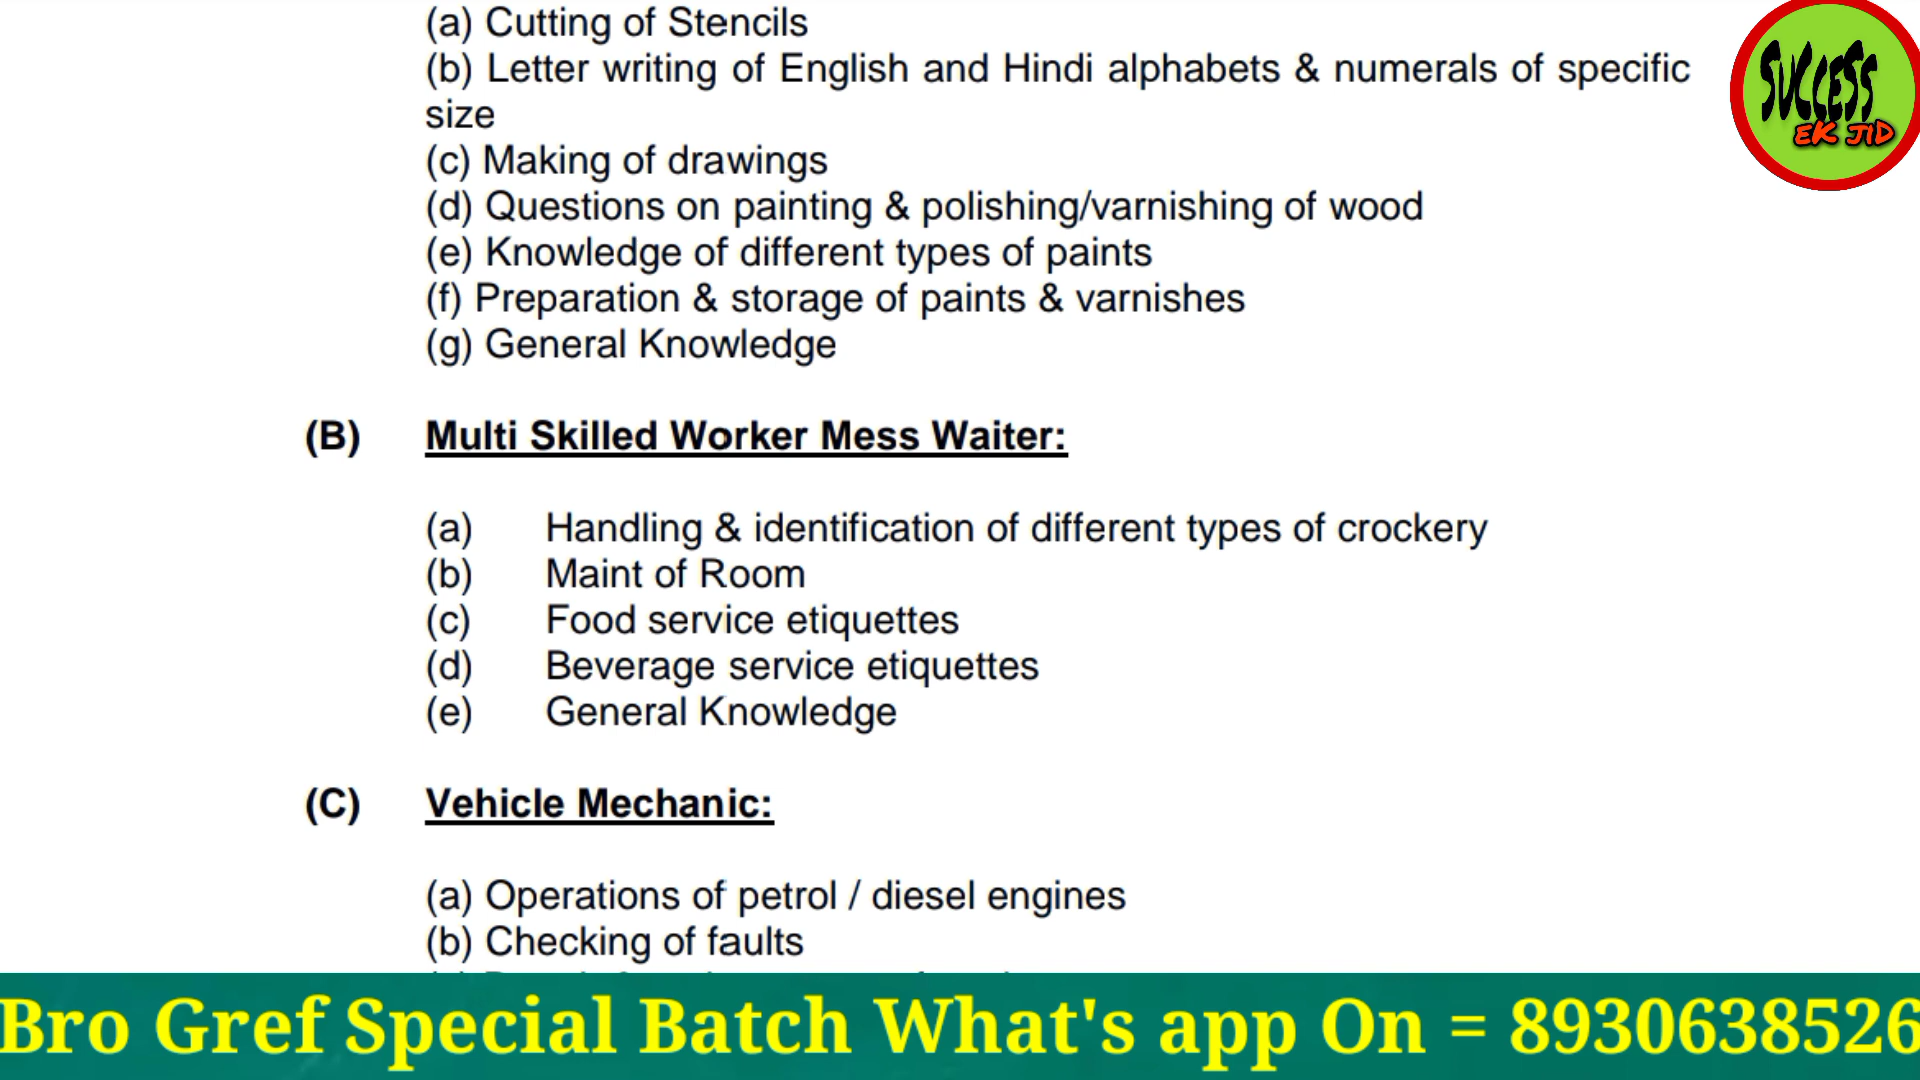 (a) Cutting of Stencils
(b) Letter writing of English and Hindi alphabets & numerals of specific
size
(c) Making of drawings
(d) Questions on painting & polishing/varnishing of wood
(e) Knowledge of different types of paints
(f) Preparation & storage of paints & varnishes
(g) General Knowledge
SUCCESS
EK JID
(B) Multi Skilled Worker Mess Waiter:
(a) Handling & identification of different types of crockery
(b) Maint of Room
(c) Food service etiquettes
(d) Beverage service etiquettes
(e) General Knowledge
(C) Vehicle Mechanic:
(a) Operations of petrol / diesel engines
(b) Checking of faults
Bro Gref Special Batch What's app On = 8930638526